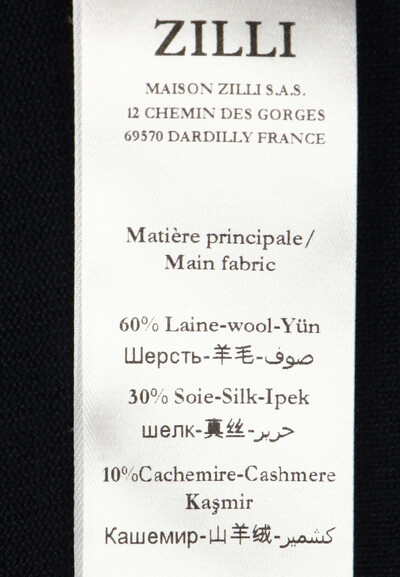 ZILLI
MAISON ZILLI S.A.S.
12 CHEMIN DES GORGES
69570 DARDILLY FRANCE
Matière principale/
Main fabric
60% Laine-wool-Yün
Шерсть-羊毛-صوف
30% Soie-Silk-Ipek
шелк-真丝-حرير
10%Cachemire-Cashmere
Kaşmir
Кашемир-山羊绒-كشمير